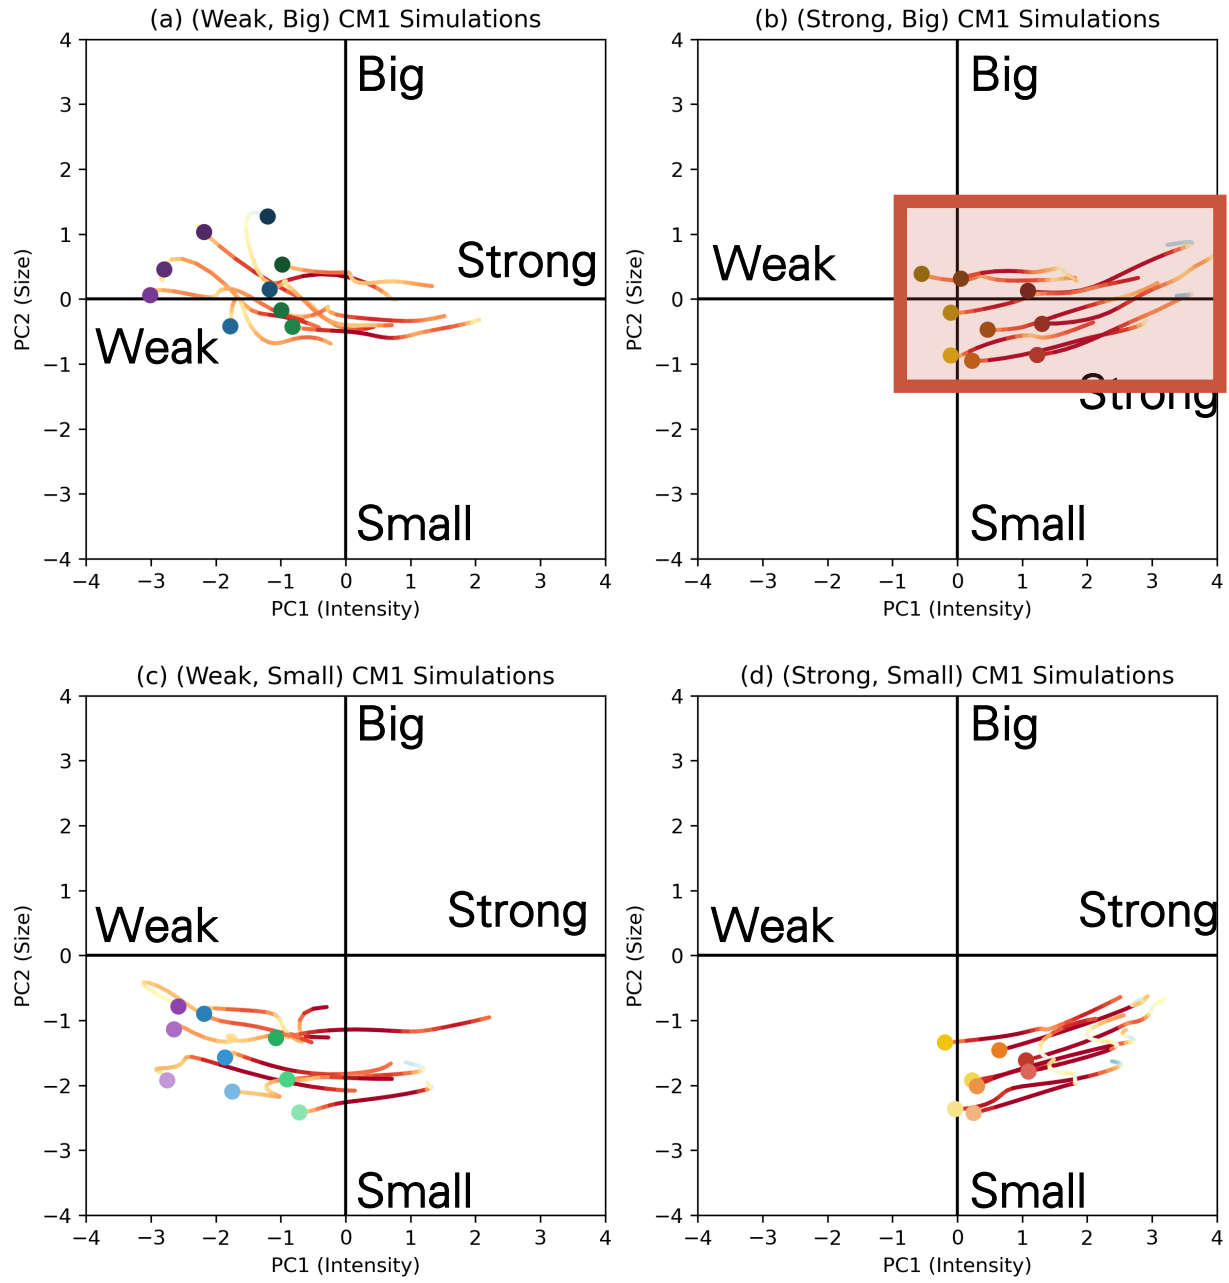 (a) (Weak, Big) CM1 Simulations
4
3
2
1
0
−1
−2
−3
−4
PC2 (Size)
Big
Strong
Weak
Small
−4 −3 −2 −1 0 1 2 3 4
PC1 (Intensity)
(b) (Strong, Big) CM1 Simulations
4
3
2
1
0
−1
−2
−3
−4
PC2 (Size)
Big
Weak
Strong
Small
−4 −3 −2 −1 0 1 2 3 4
PC1 (Intensity)
(c) (Weak, Small) CM1 Simulations
4
3
2
1
0
−1
−2
−3
−4
PC2 (Size)
Big
Weak
Strong
Small
−4 −3 −2 −1 0 1 2 3 4
PC1 (Intensity)
(d) (Strong, Small) CM1 Simulations
4
3
2
1
0
−1
−2
−3
−4
PC2 (Size)
Big
Weak
Strong
Small
−4 −3 −2 −1 0 1 2 3 4
PC1 (Intensity)